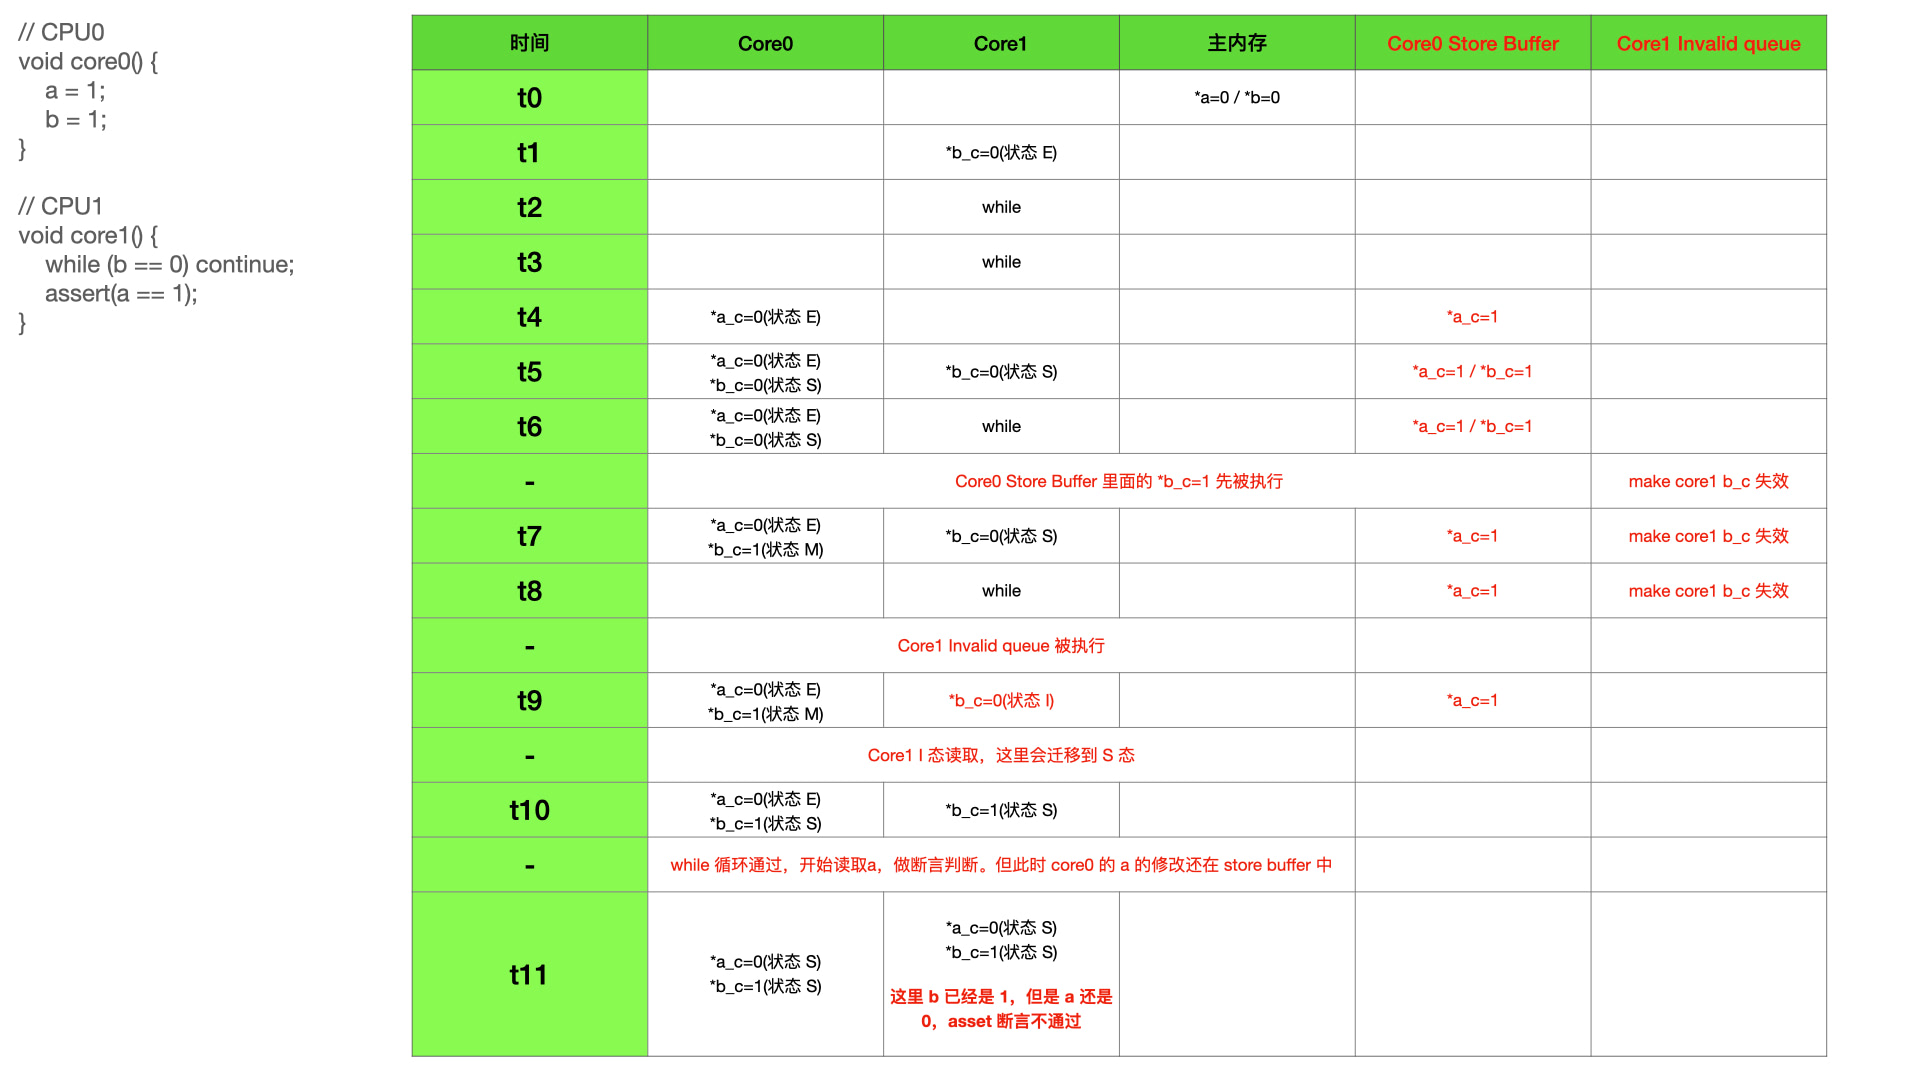 // CPU0
void core0() {
a = 1;
b = 1;
}
// CPU1
void core1() {
while (b == 0) continue;
assert(a == 1);
}
时间 Core0 Core1 主内存 Core0 Store Buffer Core1 Invalid queue
t0 *a=0 / *b=0
t1 *b_c=0(状态 E)
t2 while
t3 while
t4 *a_c=0(状态 E) *a_c=1
t5 *a_c=0(状态 E)
*b_c=0(状态 S) *b_c=0(状态 S) *a_c=1 / *b_c=1
t6 *a_c=0(状态 E)
*b_c=0(状态 S) while *a_c=1 / *b_c=1
- Core0 Store Buffer 里面的 *b_c=1 先被执行 make core1 b_c 失效
t7 *a_c=0(状态 E)
*b_c=1(状态 M) *b_c=0(状态 S) *a_c=1 make core1 b_c 失效
t8 while *a_c=1 make core1 b_c 失效
- Core1 Invalid queue 被执行
t9 *a_c=0(状态 E)
*b_c=1(状态 M) *b_c=0(状态 I) *a_c=1
- Core1 I 态读取，这里会迁移到 S 态
t10 *a_c=0(状态 E)
*b_c=1(状态 S) *b_c=1(状态 S)
- while 循环通过，开始读取a，做断言判断。但此时 core0 的 a 的修改还在 store buffer 中
t11 *a_c=0(状态 S)
*b_c=1(状态 S)
*a_c=0(状态 S)
*b_c=1(状态 S)
这里 b 已经是 1，但是 a 还是
0，asset 断言不通过